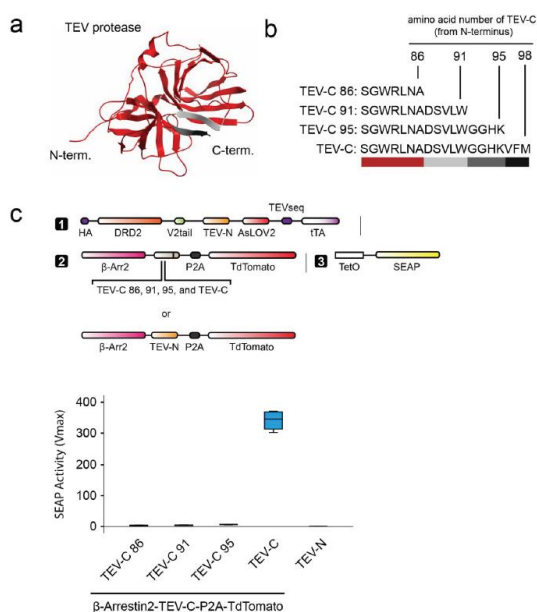 a
TEV protease
N-term.
C-term.
b
amino acid number of TEV-C
(from N-terminus)
86 91 95 98
TEV-C 86: SGWRLNA
TEV-C 91: SGWRLNADSVLW
TEV-C 95: SGWRLNADSVLWGGHK
TEV-C: SGWRLNADSVLWGGHKVFM
c
TEVseq
1
HA DRD2 V2tail TEV-N AsLOV2 tTA
2
β-Arr2 P2A TdTomato
3
TetO SEAP
TEV-C 86, 91, 95, and TEV-C
or
β-Arr2 TEV-N P2A TdTomato
SEAP Activity (Vmax)
400
300
200
100
0
TEV-C 86
TEV-C 91
TEV-C 95
TEV-C
TEV-N
β-Arrestin2-TEV-C-P2A-TdTomato